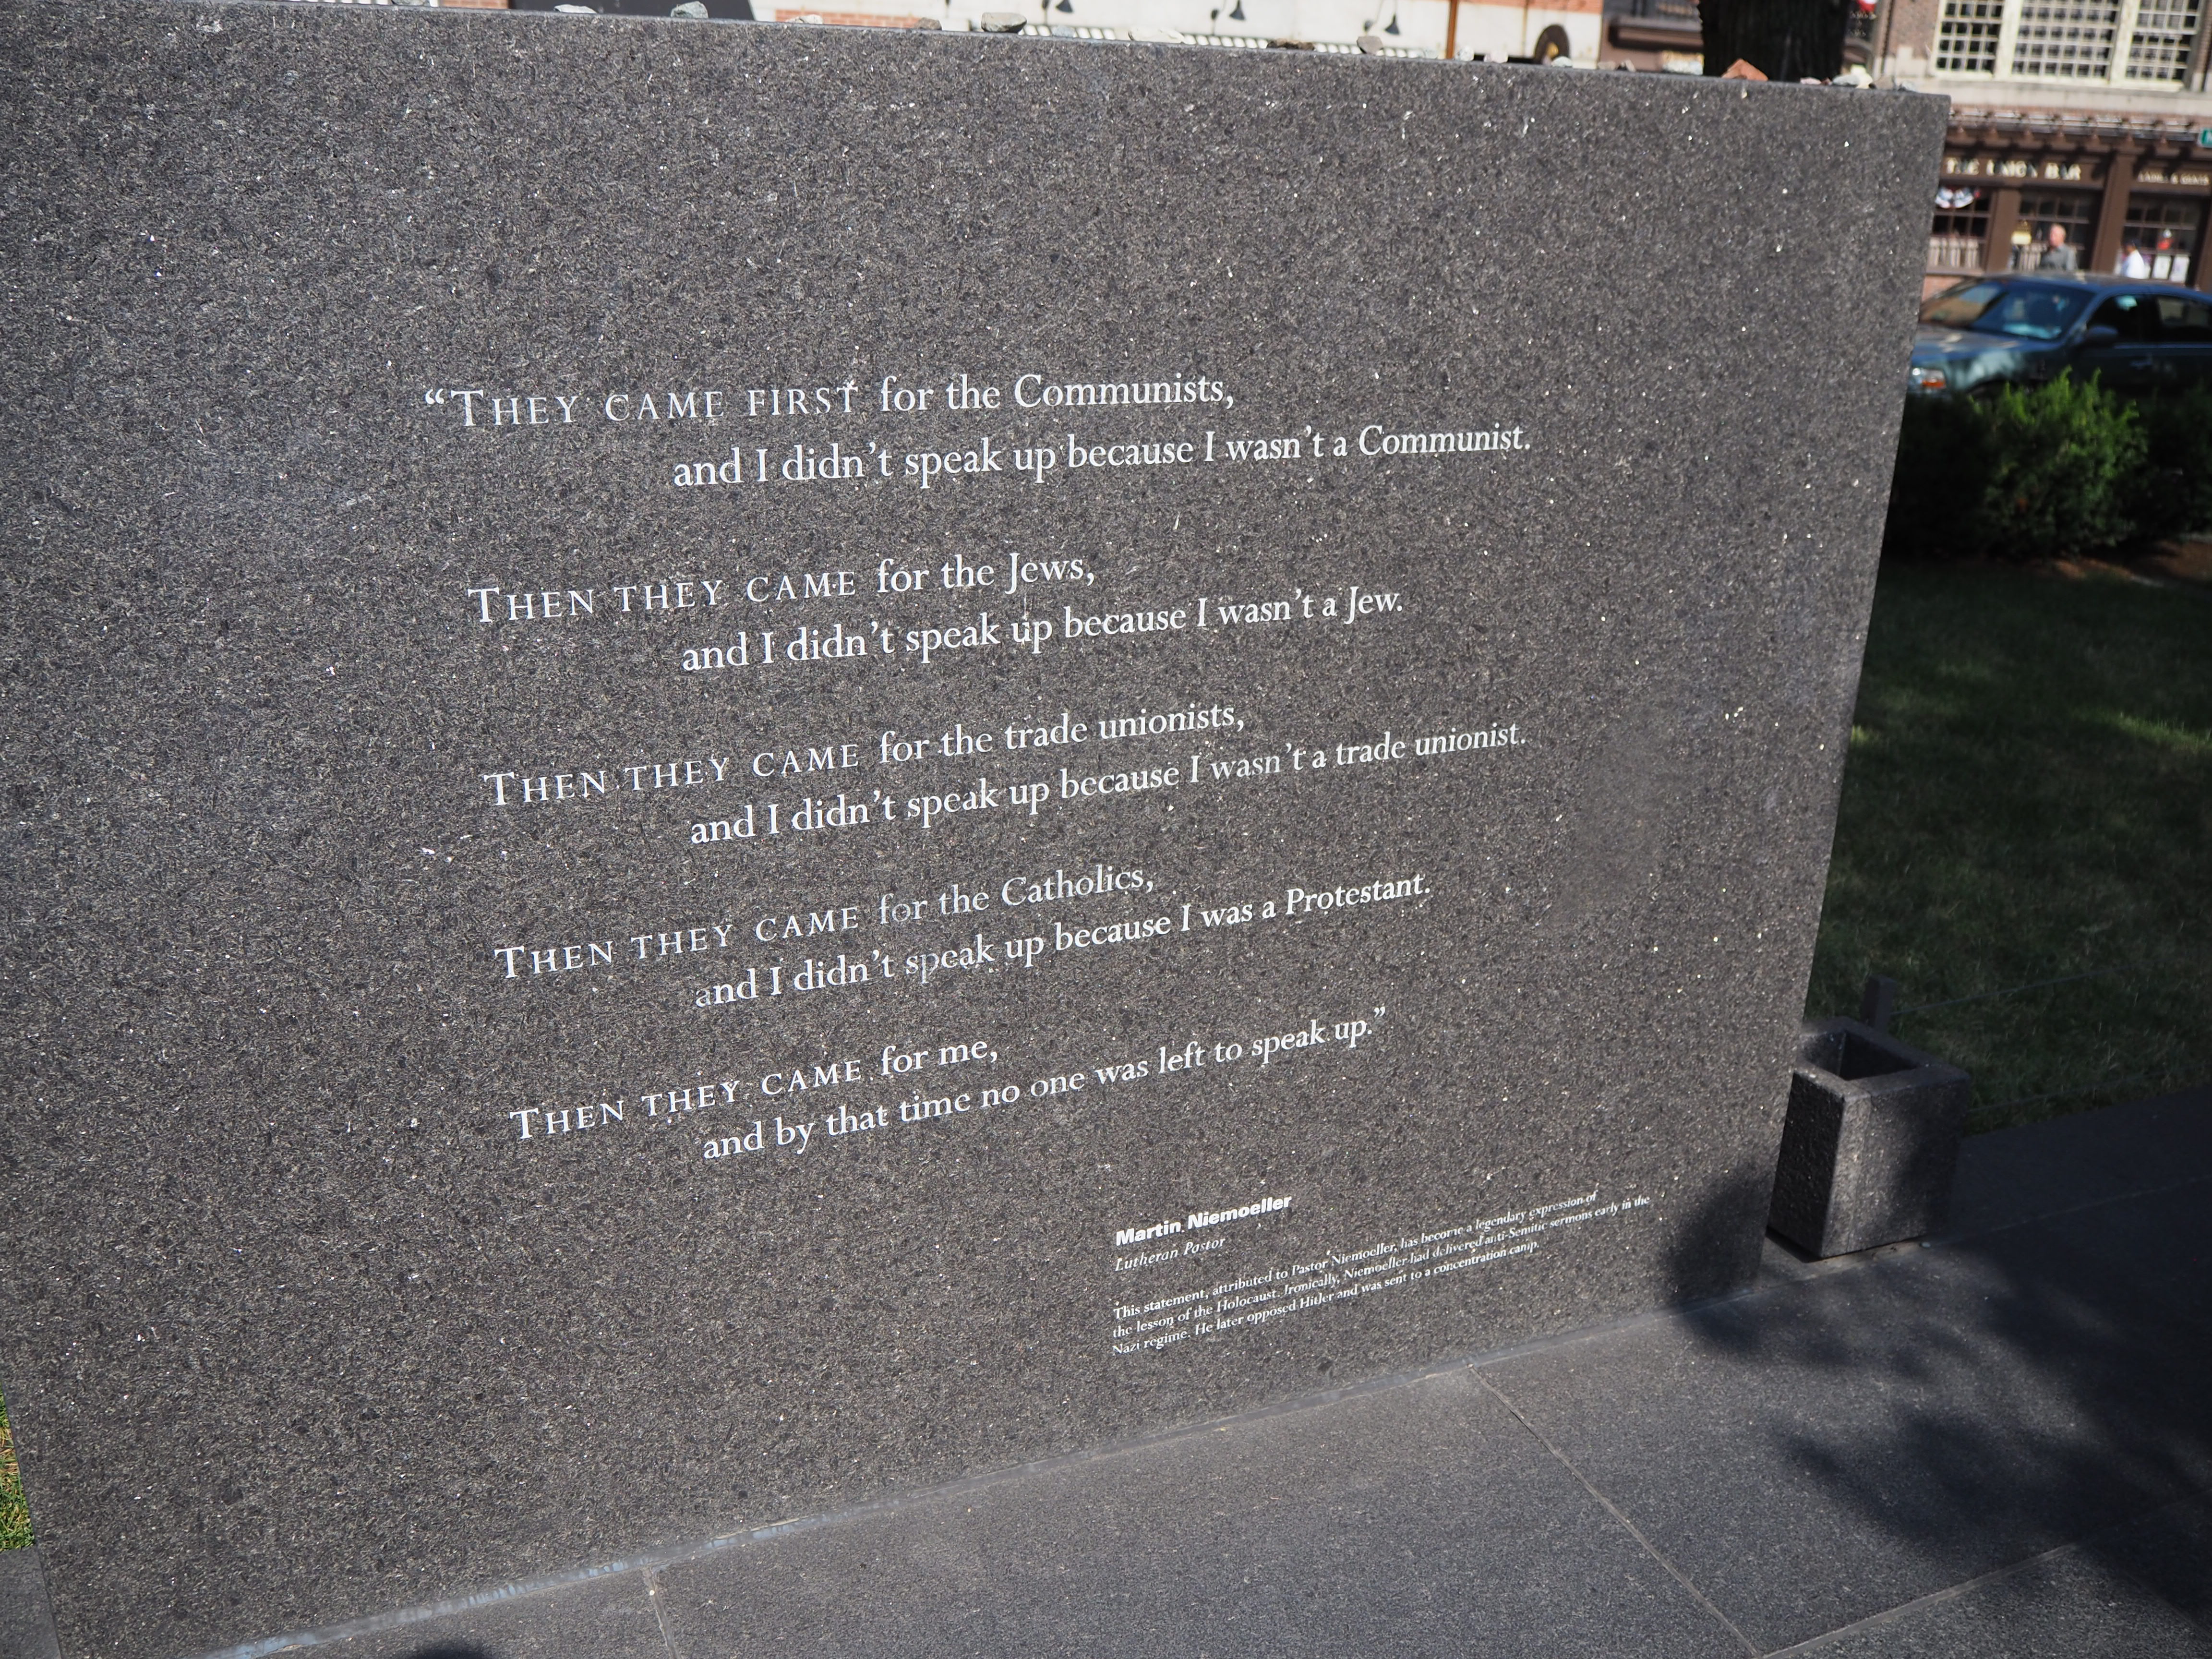 “THEY CAME FIRST for the Communists,
and I didn’t speak up because I wasn’t a Communist.
THEN THEY CAME for the Jews,
and I didn’t speak up because I wasn’t a Jew.
THEN THEY CAME for the trade unionists,
and I didn’t speak up because I wasn’t a trade unionist.
THEN THEY CAME for the Catholics,
and I didn’t speak up because I was a Protestant.
THEN THEY CAME for me,
and by that time no one was left to speak up.”
Martin Niemoeller
Lutheran Pastor
This statement, attributed to Pastor Niemoeller, has become a legendary expression of
the lesson of the Holocaust. Ironically, Niemoeller had delivered anti-Semitic sermons early in the
Nazi regime. He later opposed Hitler and was sent to a concentration camp.
THE UNION BAR